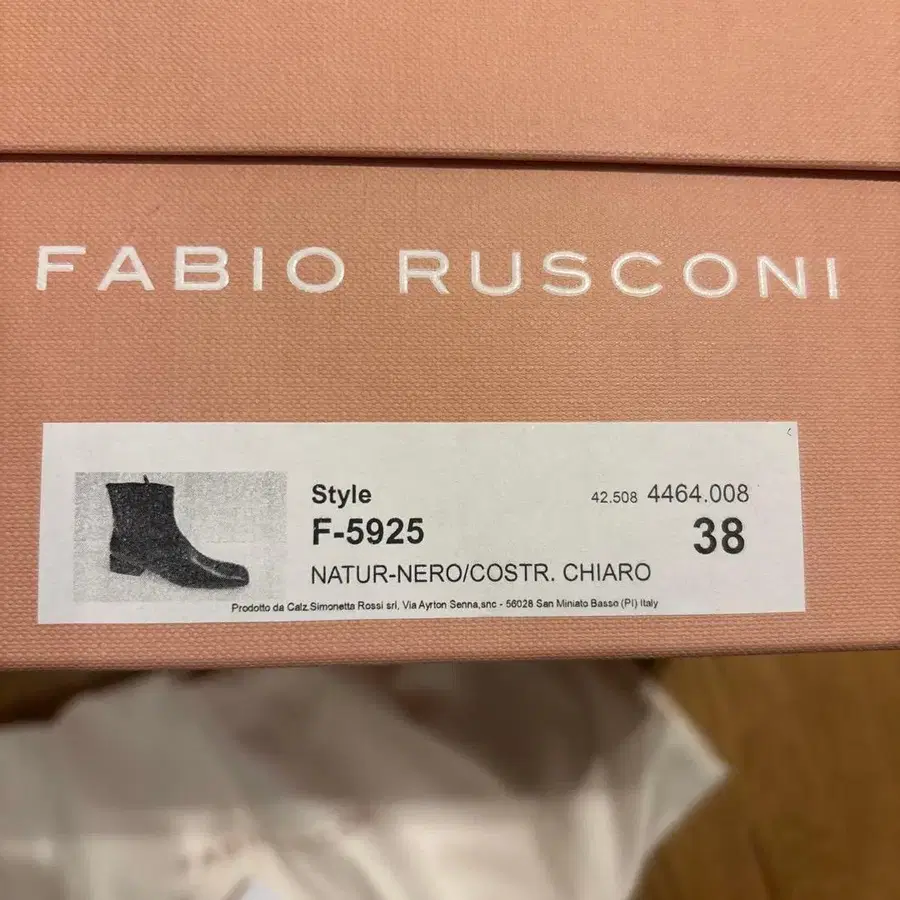 FABIO RUSCONI
Style 42.508 4464.008
F-5925 38
NATUR-NERO/COSTR. CHIARO
Prodotto da Calz.Simonetta Rossi srl, Via Ayrton Senna,snc - 56028 San Miniato Basso (PI) Italy